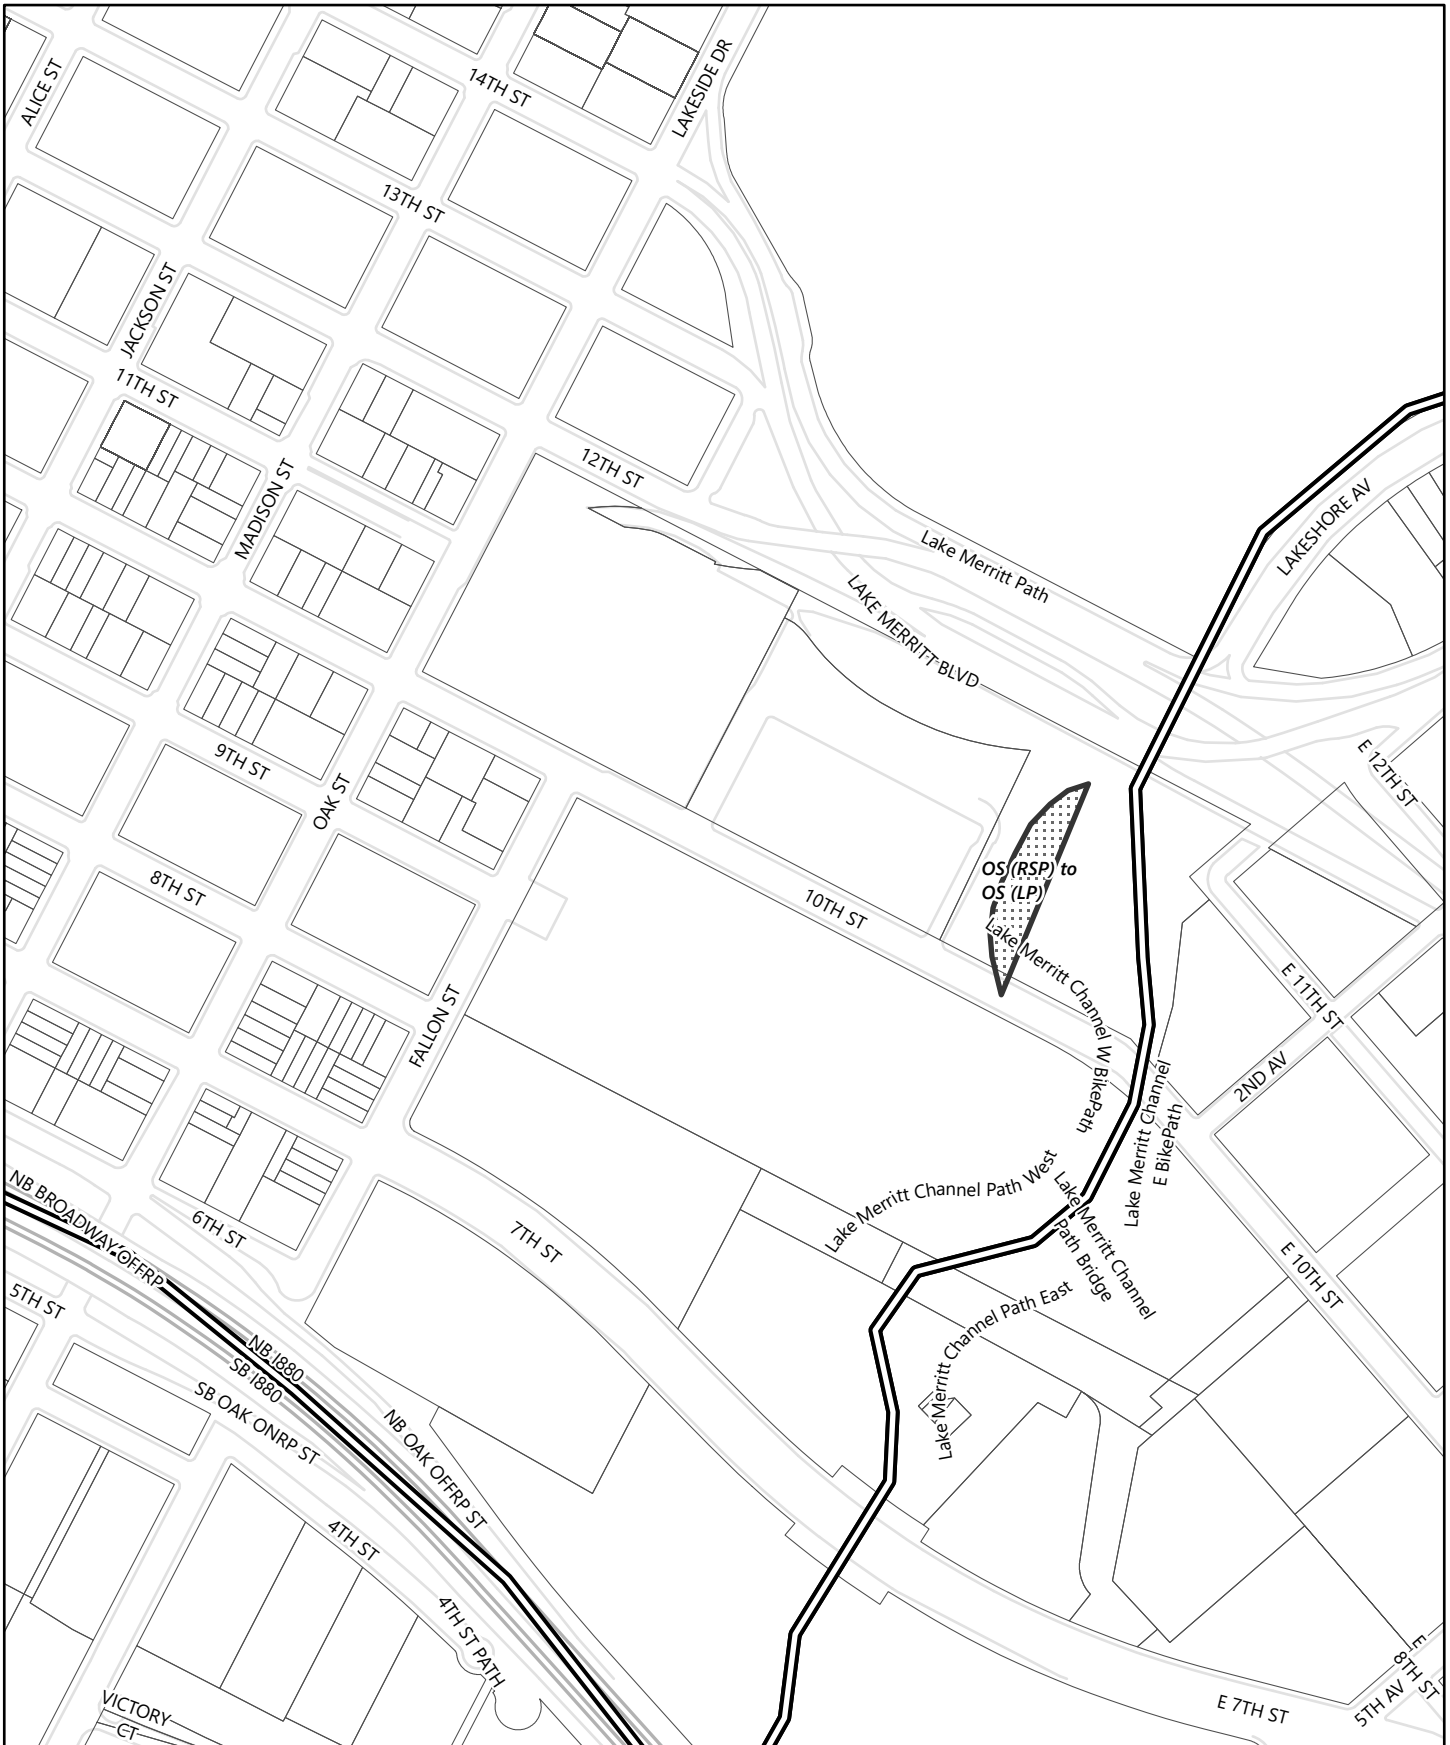 ALICE ST
14TH ST
LAKESIDE DR
13TH ST
JACKSON ST
11TH ST
MADISON ST
12TH ST
Lake Merritt Path
LAKESHORE AV
LAKE MERRITT BLVD
E 12TH ST
9TH ST
OAK ST
8TH ST
OS (RSP) to
OS (LP)
10TH ST
Lake Merritt Channel W BikePath
E 11TH ST
2ND AV
FALLON ST
Lake Merritt Channel
E BikePath
Lake Merritt Channel Path West
Lake Merritt Channel
Path Bridge
NB BROADWAY OFFRP
6TH ST
7TH ST
E 10TH ST
5TH ST
Lake Merritt Channel Path East
NB I880
SB I880
SB OAK ONRP ST
NB OAK OFFRP ST
4TH ST
4TH ST PATH
E
8TH ST
5TH AV
E 7TH ST
VICTORY
CT